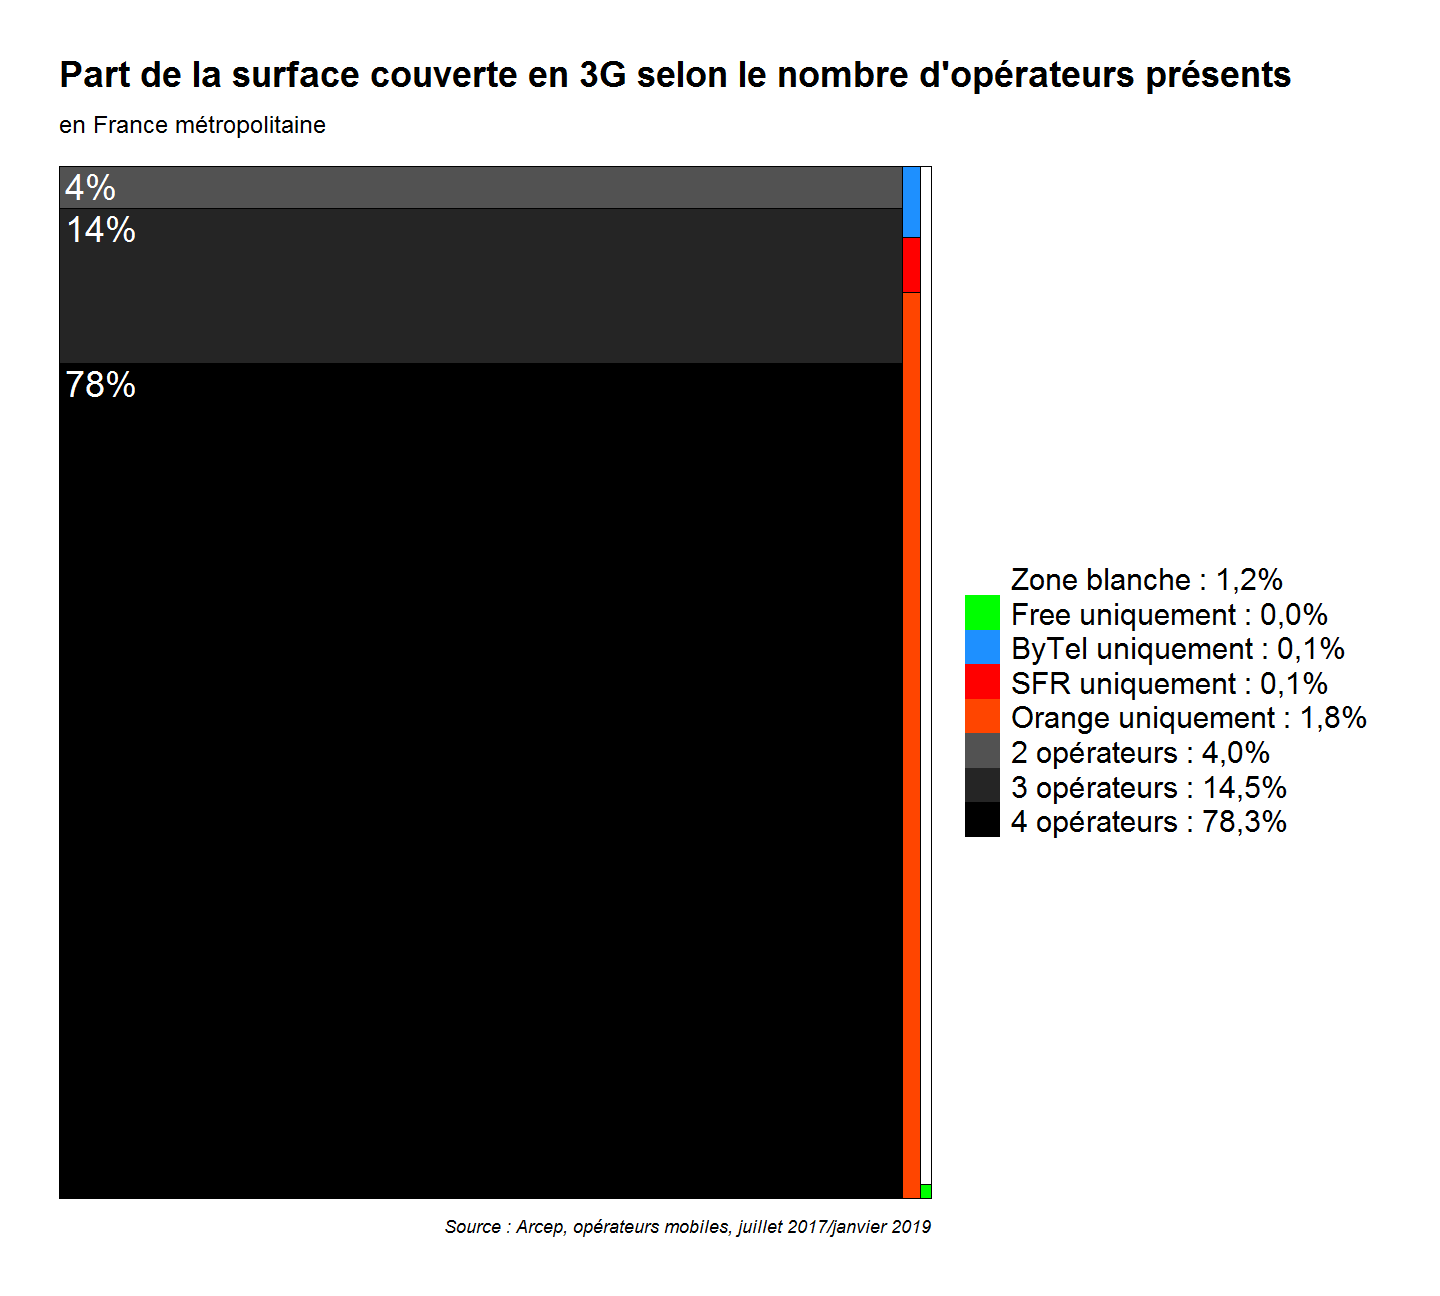 Part de la surface couverte en 3G selon le nombre d'opérateurs présents
en France métropolitaine
4%
14%
78%
Zone blanche : 1,2%
Free uniquement : 0,0%
ByTel uniquement : 0,1%
SFR uniquement : 0,1%
Orange uniquement : 1,8%
2 opérateurs : 4,0%
3 opérateurs : 14,5%
4 opérateurs : 78,3%
Source : Arcep, opérateurs mobiles, juillet 2017/janvier 2019